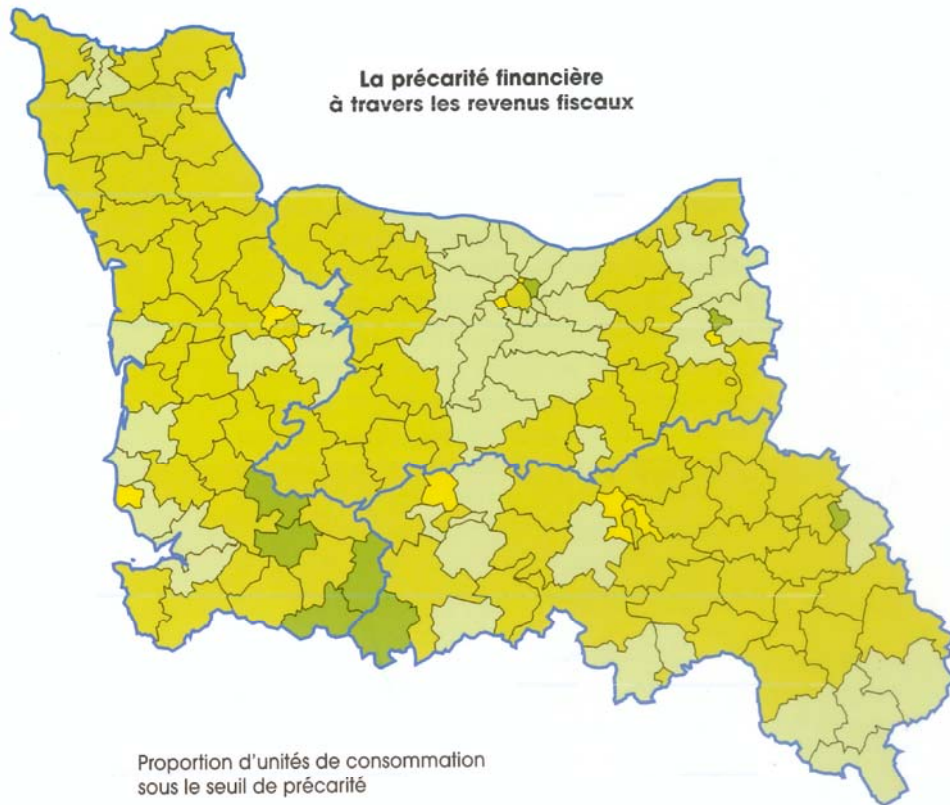 La précarité financière
à travers les revenus fiscaux
Proportion d'unités de consommation
sous le seuil de précarité